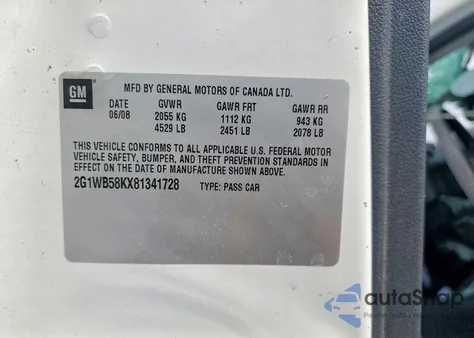 GM
MFD BY GENERAL MOTORS OF CANADA LTD.
DATE GVWR GAWR FRT GAWR RR
06/08 2055 KG 1112 KG 943 KG
4529 LB 2451 LB 2078 LB
THIS VEHICLE CONFORMS TO ALL APPLICABLE U.S. FEDERAL MOTOR
VEHICLE SAFETY, BUMPER, AND THEFT PREVENTION STANDARDS IN
EFFECT ON THE DATE OF MANUFACTURE SHOWN ABOVE.
2G1WB58KX81341728 TYPE: PASS CAR
autoShop